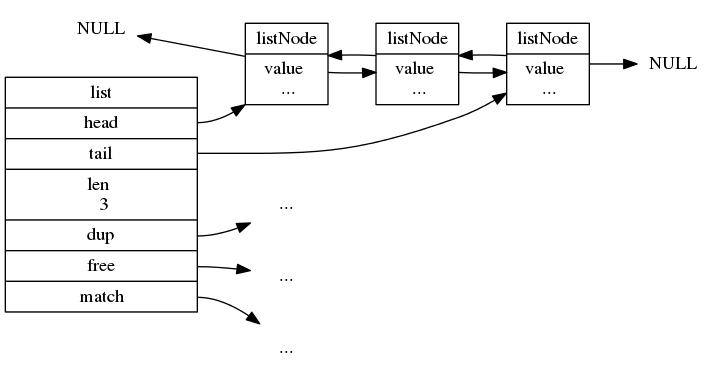 NULL
listNode
value
...
listNode
value
...
listNode
value
...
NULL
list
head
tail
len
3
dup
free
match
...
...
...